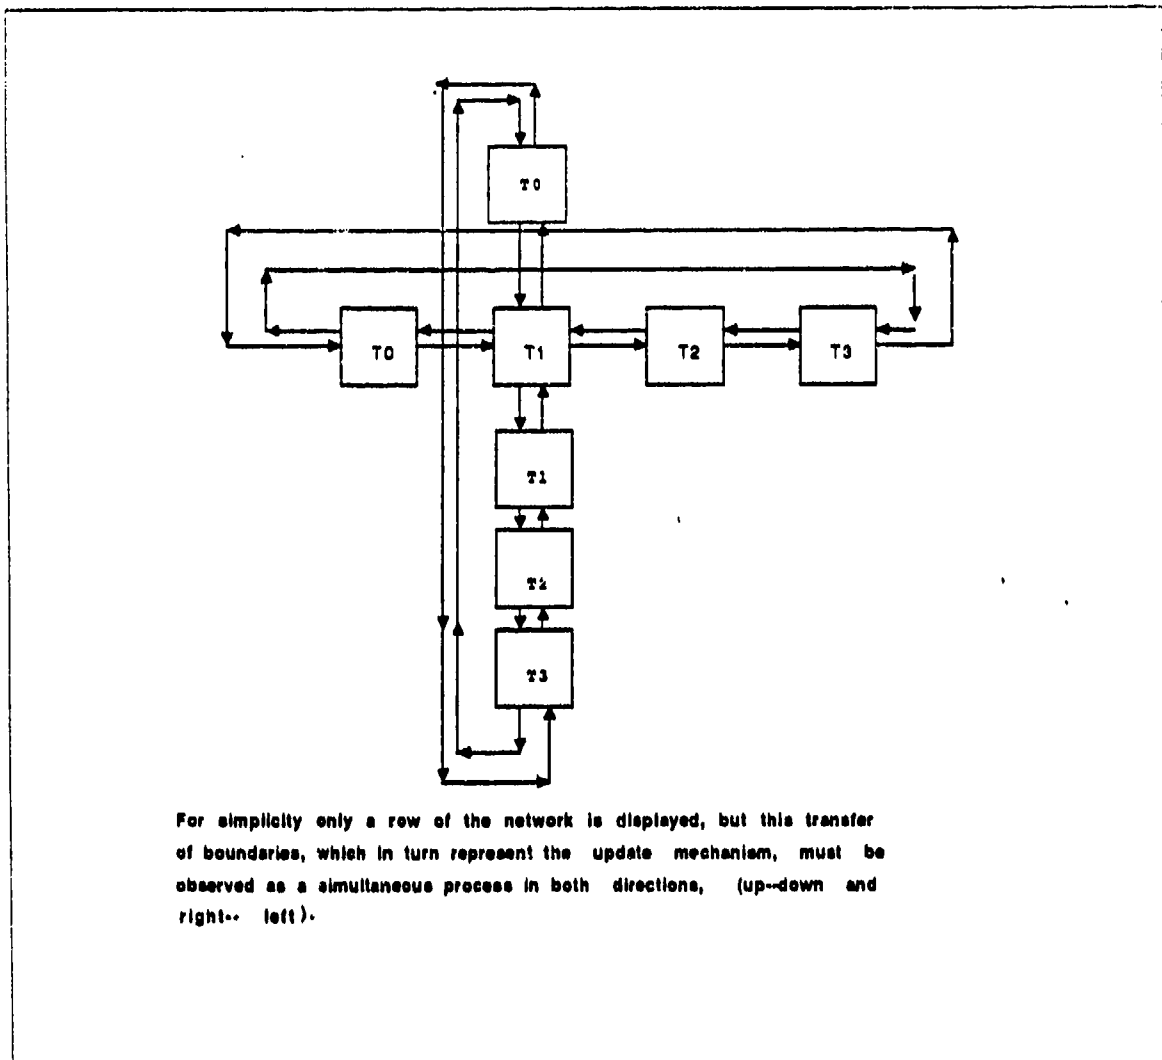 T0
T0 T1 T2 T3
T1
T2
T3
For simplicity only a row of the network is displayed, but this transfer
of boundaries, which in turn represent the update mechanism, must be
observed as a simultaneous process in both directions, (up--down and
right-- left).